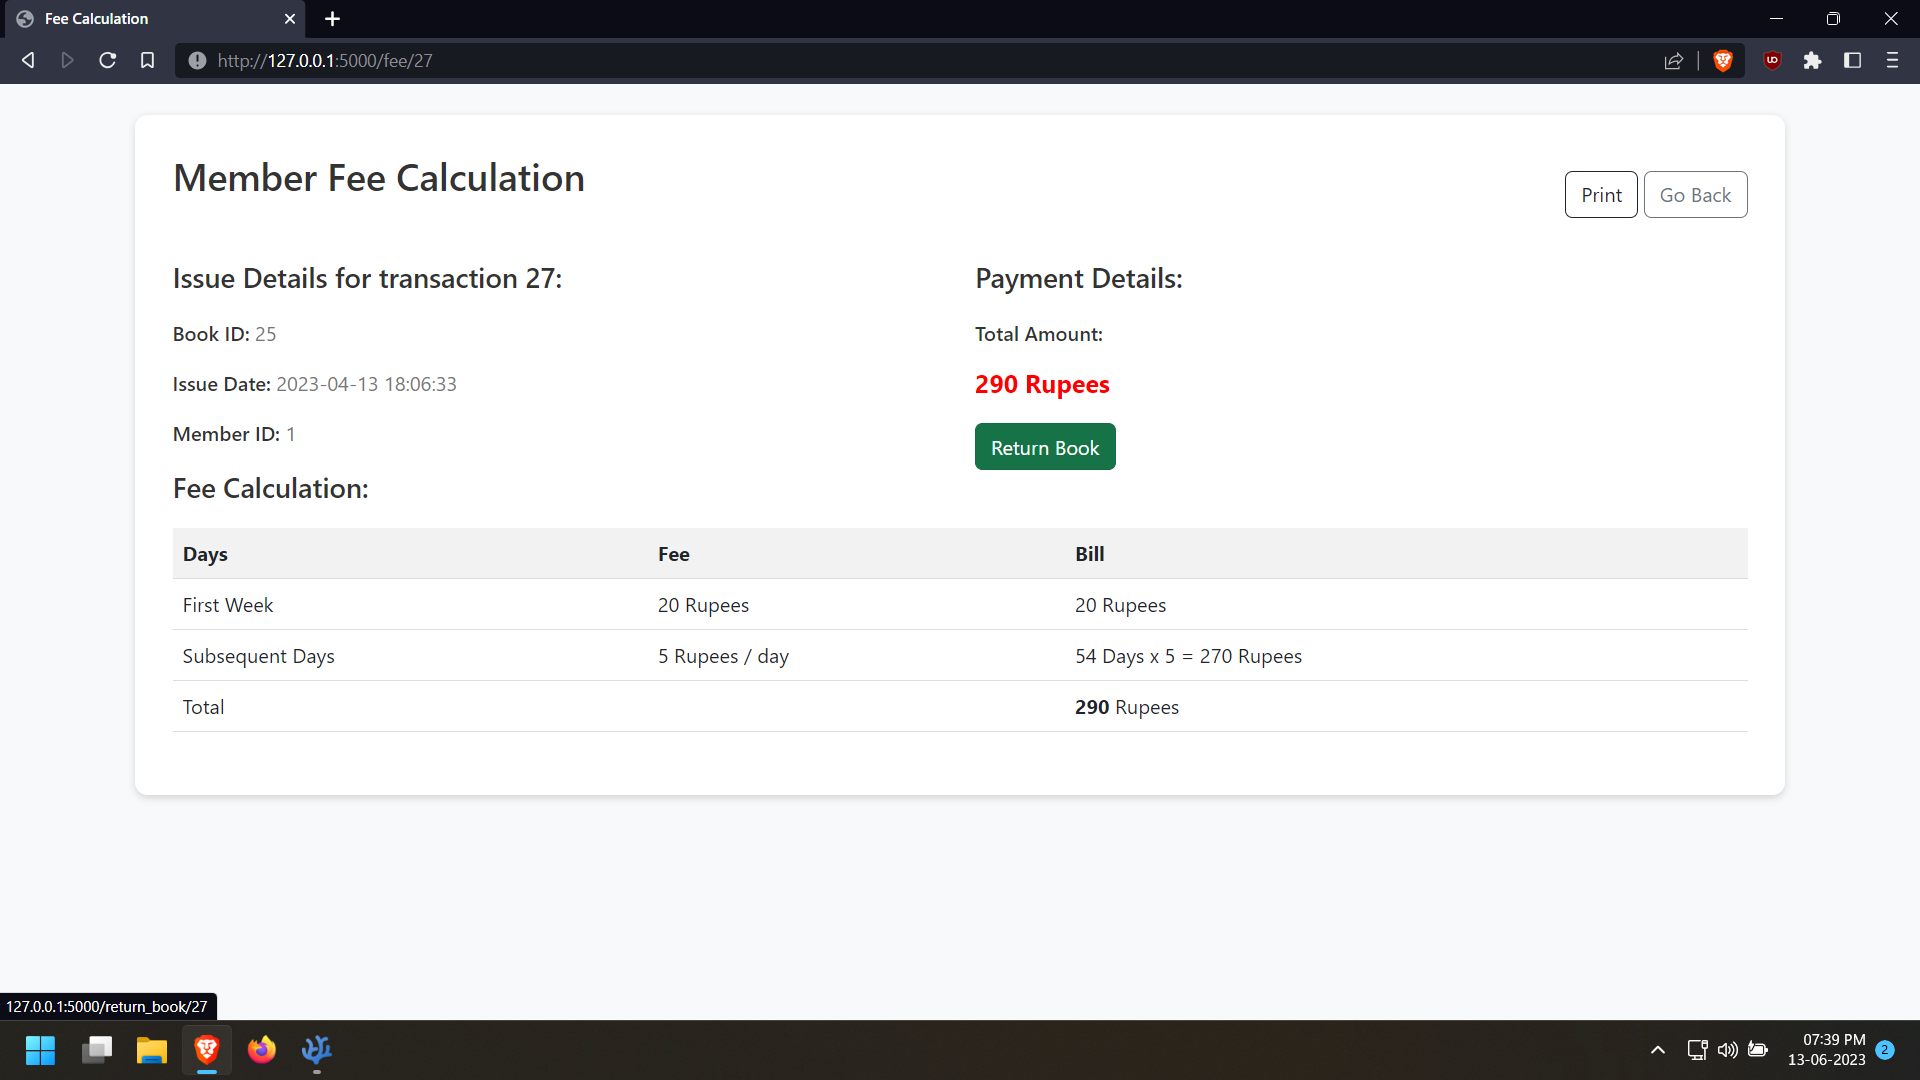 Fee Calculation
http://127.0.0.1:5000/fee/27
Member Fee Calculation
Print
Go Back
Issue Details for transaction 27:
Book ID: 25
Issue Date: 2023-04-13 18:06:33
Member ID: 1
Payment Details:
Total Amount:
290 Rupees
Return Book
Fee Calculation:
Days Fee Bill
First Week 20 Rupees 20 Rupees
Subsequent Days 5 Rupees / day 54 Days x 5 = 270 Rupees
Total 290 Rupees
127.0.0.1:5000/return_book/27
07:39 PM
13-06-2023
2